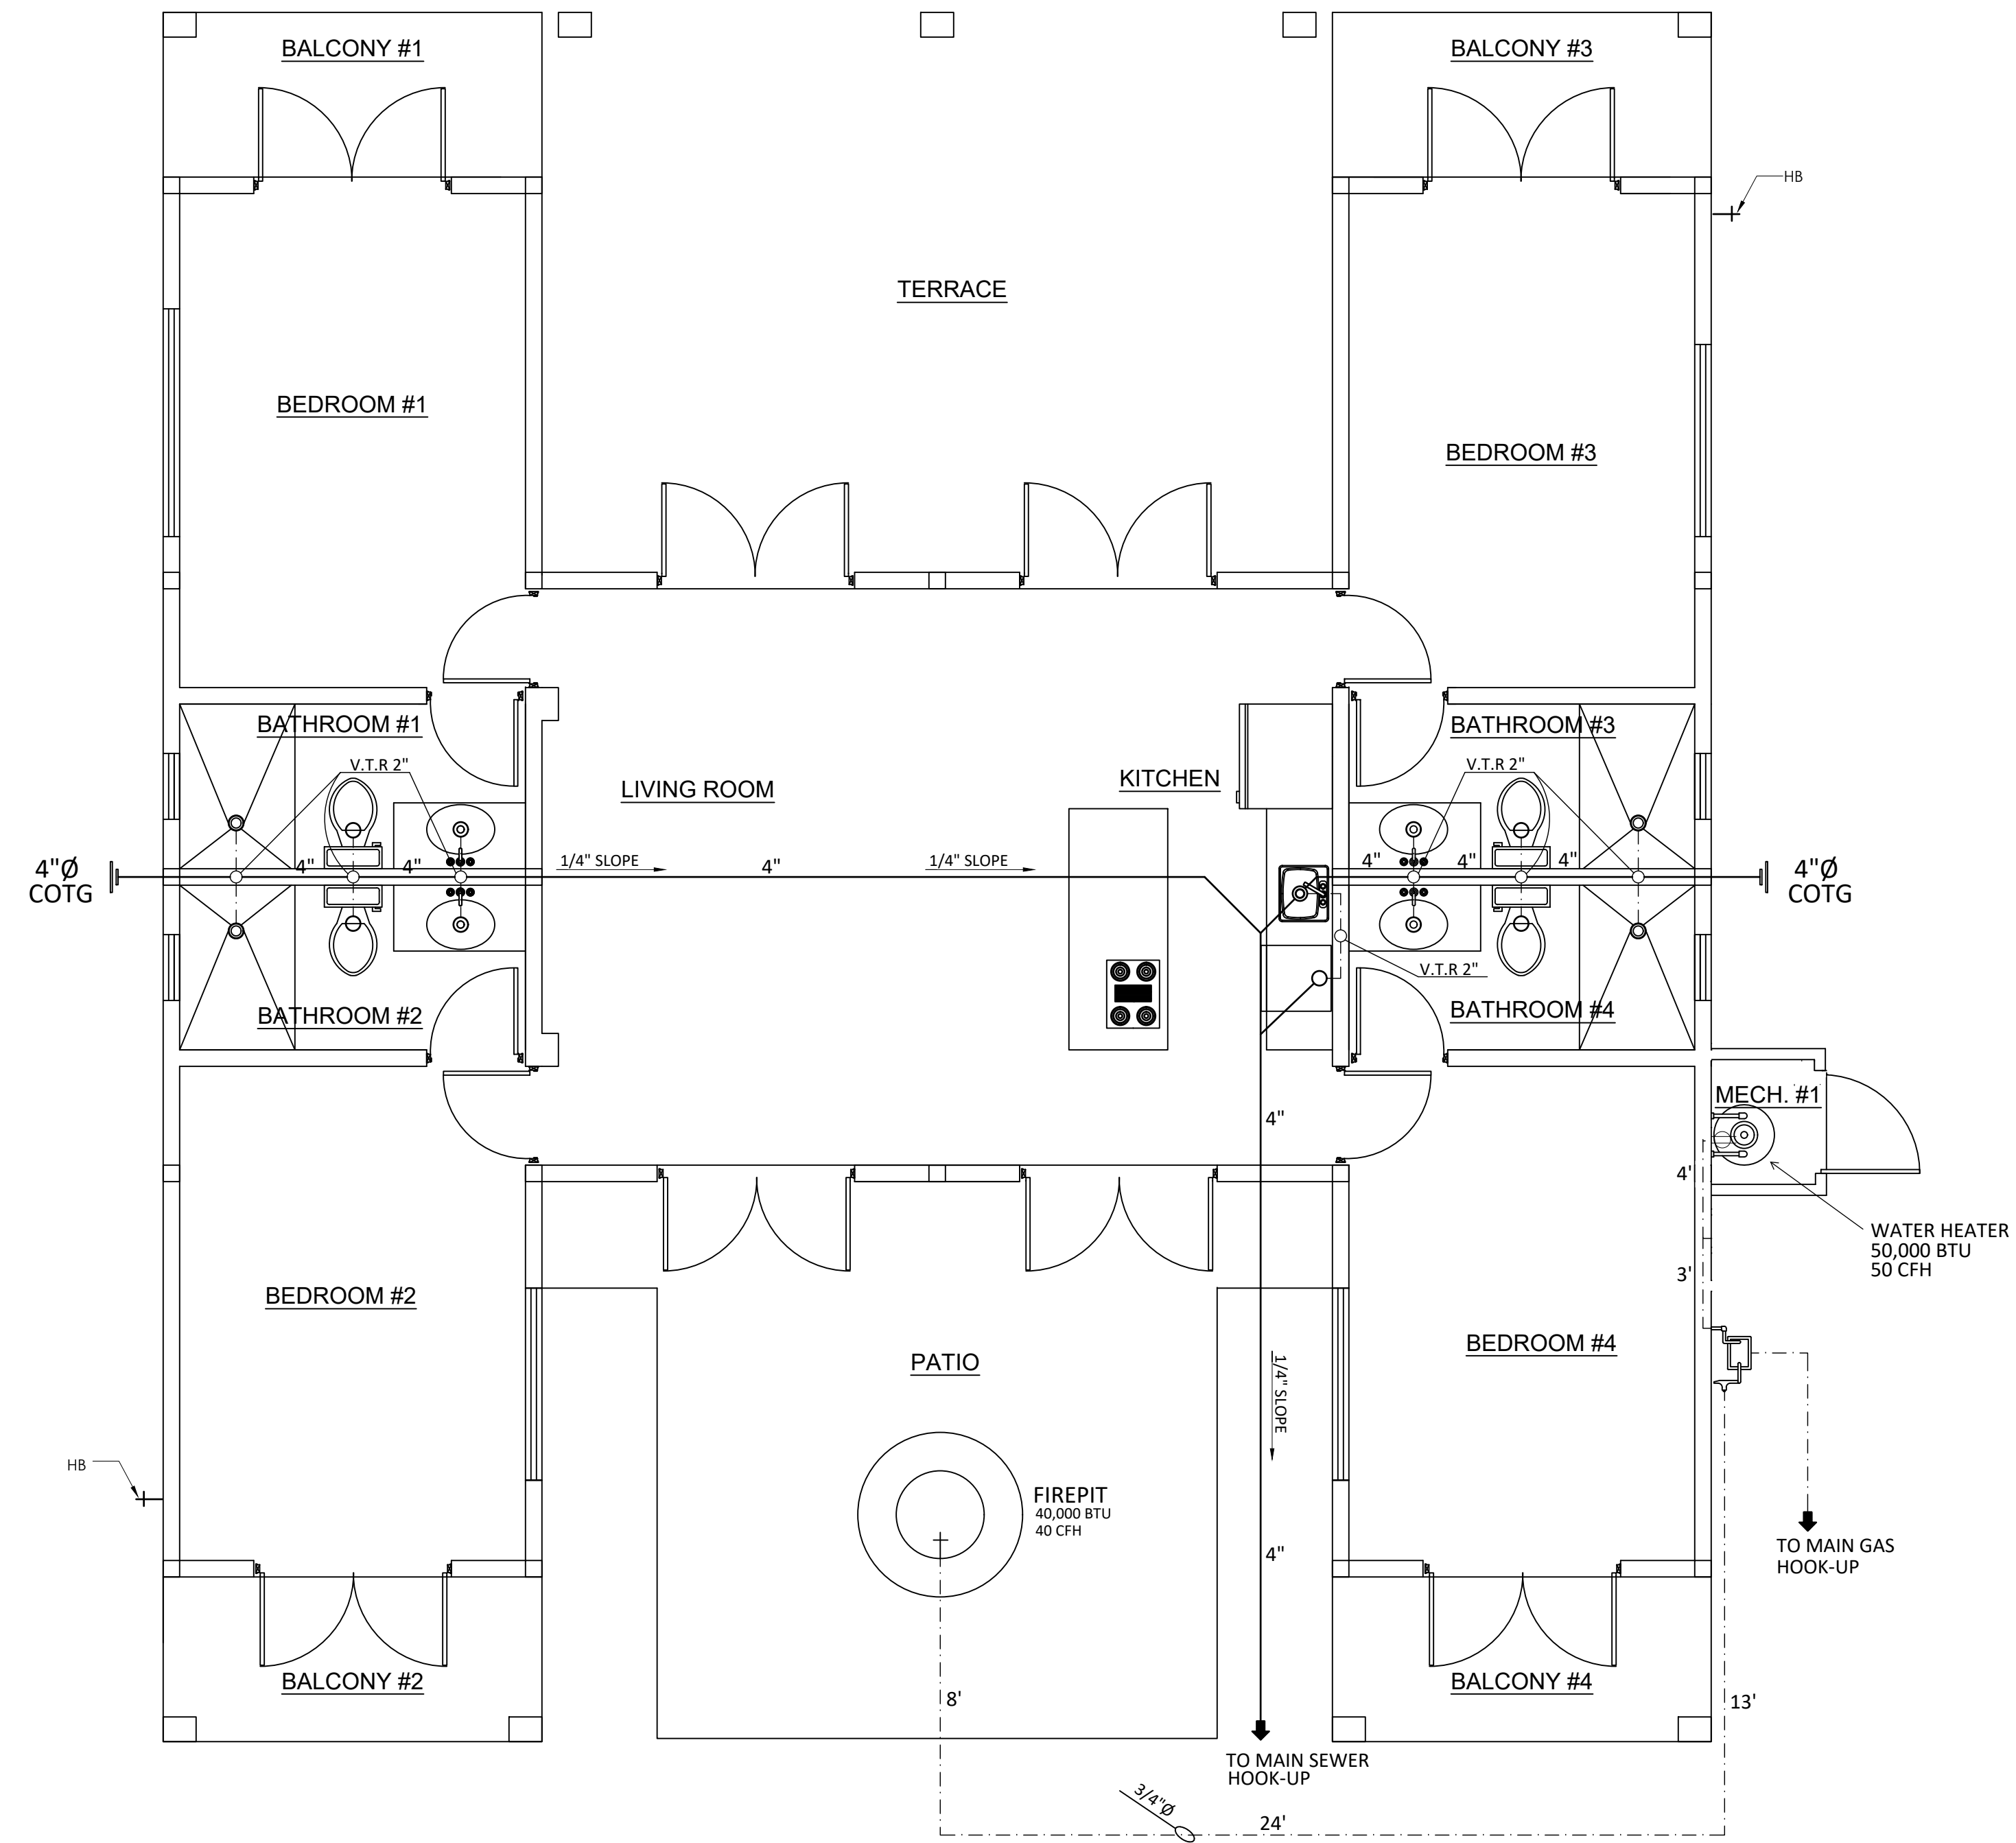 BALCONY #1
BALCONY #3
HB
TERRACE
BEDROOM #1
BEDROOM #3
BATHROOM #1
BATHROOM #3
V.T.R 2"
V.T.R 2"
LIVING ROOM
KITCHEN
4"Ø
COTG
4"
4"
1/4" SLOPE
4"
1/4" SLOPE
4"
4"
4"
4"Ø
COTG
V.T.R 2"
BATHROOM #2
BATHROOM #4
MECH. #1
4"
4'
WATER HEATER
50,000 BTU
50 CFH
3'
BEDROOM #2
BEDROOM #4
PATIO
1/4" SLOPE
HB
FIREPIT
40,000 BTU
40 CFH
4"
TO MAIN GAS
HOOK-UP
BALCONY #2
BALCONY #4
8'
13'
TO MAIN SEWER
HOOK-UP
3/4"Ø
24'